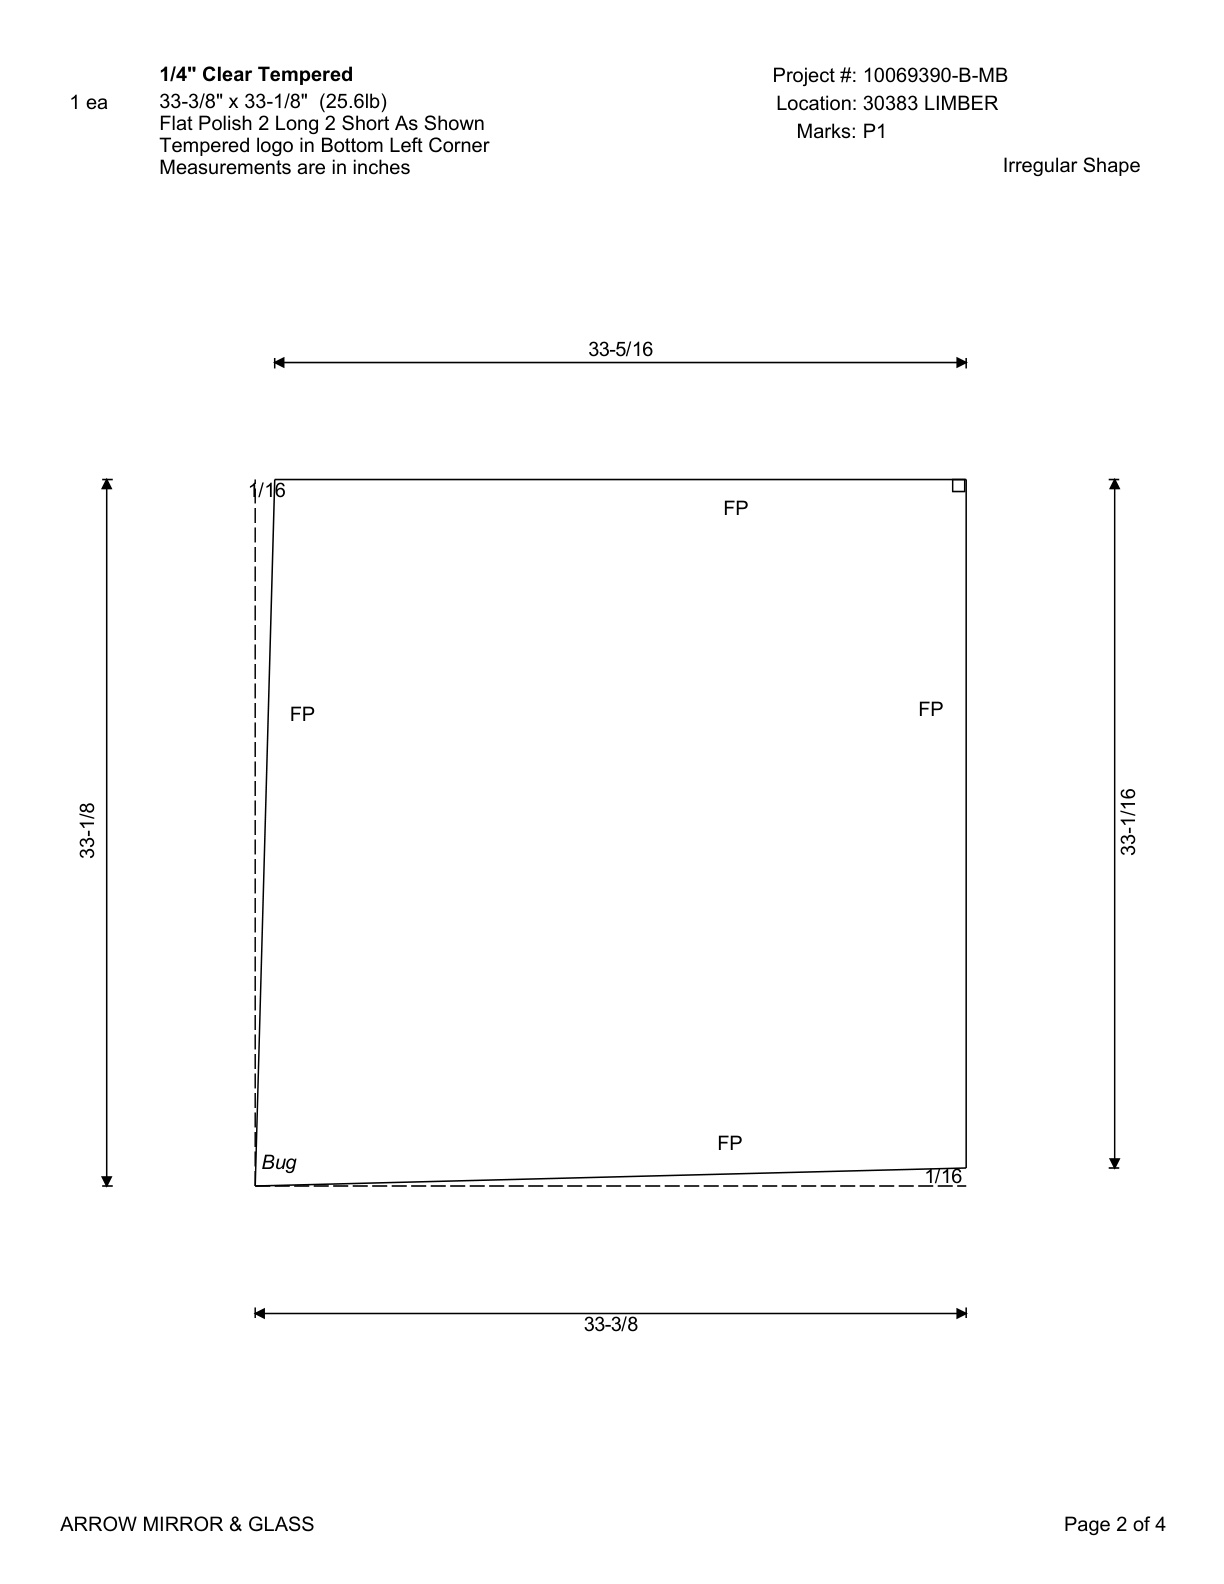 1/4" Clear Tempered
1 ea
33-3/8" x 33-1/8" (25.6lb)
Flat Polish 2 Long 2 Short As Shown
Tempered logo in Bottom Left Corner
Measurements are in inches
Project #: 10069390-B-MB
Location: 30383 LIMBER
Marks: P1
Irregular Shape
33-5/16
1/16
FP
FP
FP
33-1/8
33-1/16
FP
Bug
1/16
33-3/8
ARROW MIRROR & GLASS
Page 2 of 4